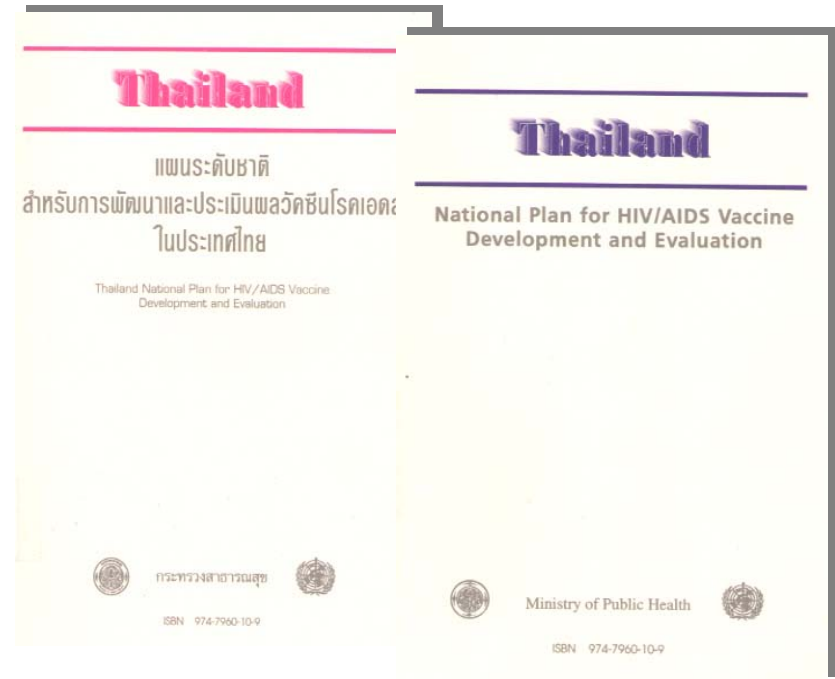 Thailand
แผนระดับชาติ
สำหรับการพัฒนาและประเมินผลวัคซีนโรคเอดส
ในประเทศไทย
Thailand National Plan for HIV/AIDS Vaccine
Development and Evaluation
กระทรวงสาธารณสุข
ISBN 974-7960-10-9
Thailand
National Plan for HIV/AIDS Vaccine
Development and Evaluation
Ministry of Public Health
ISBN 974-7960-10-9